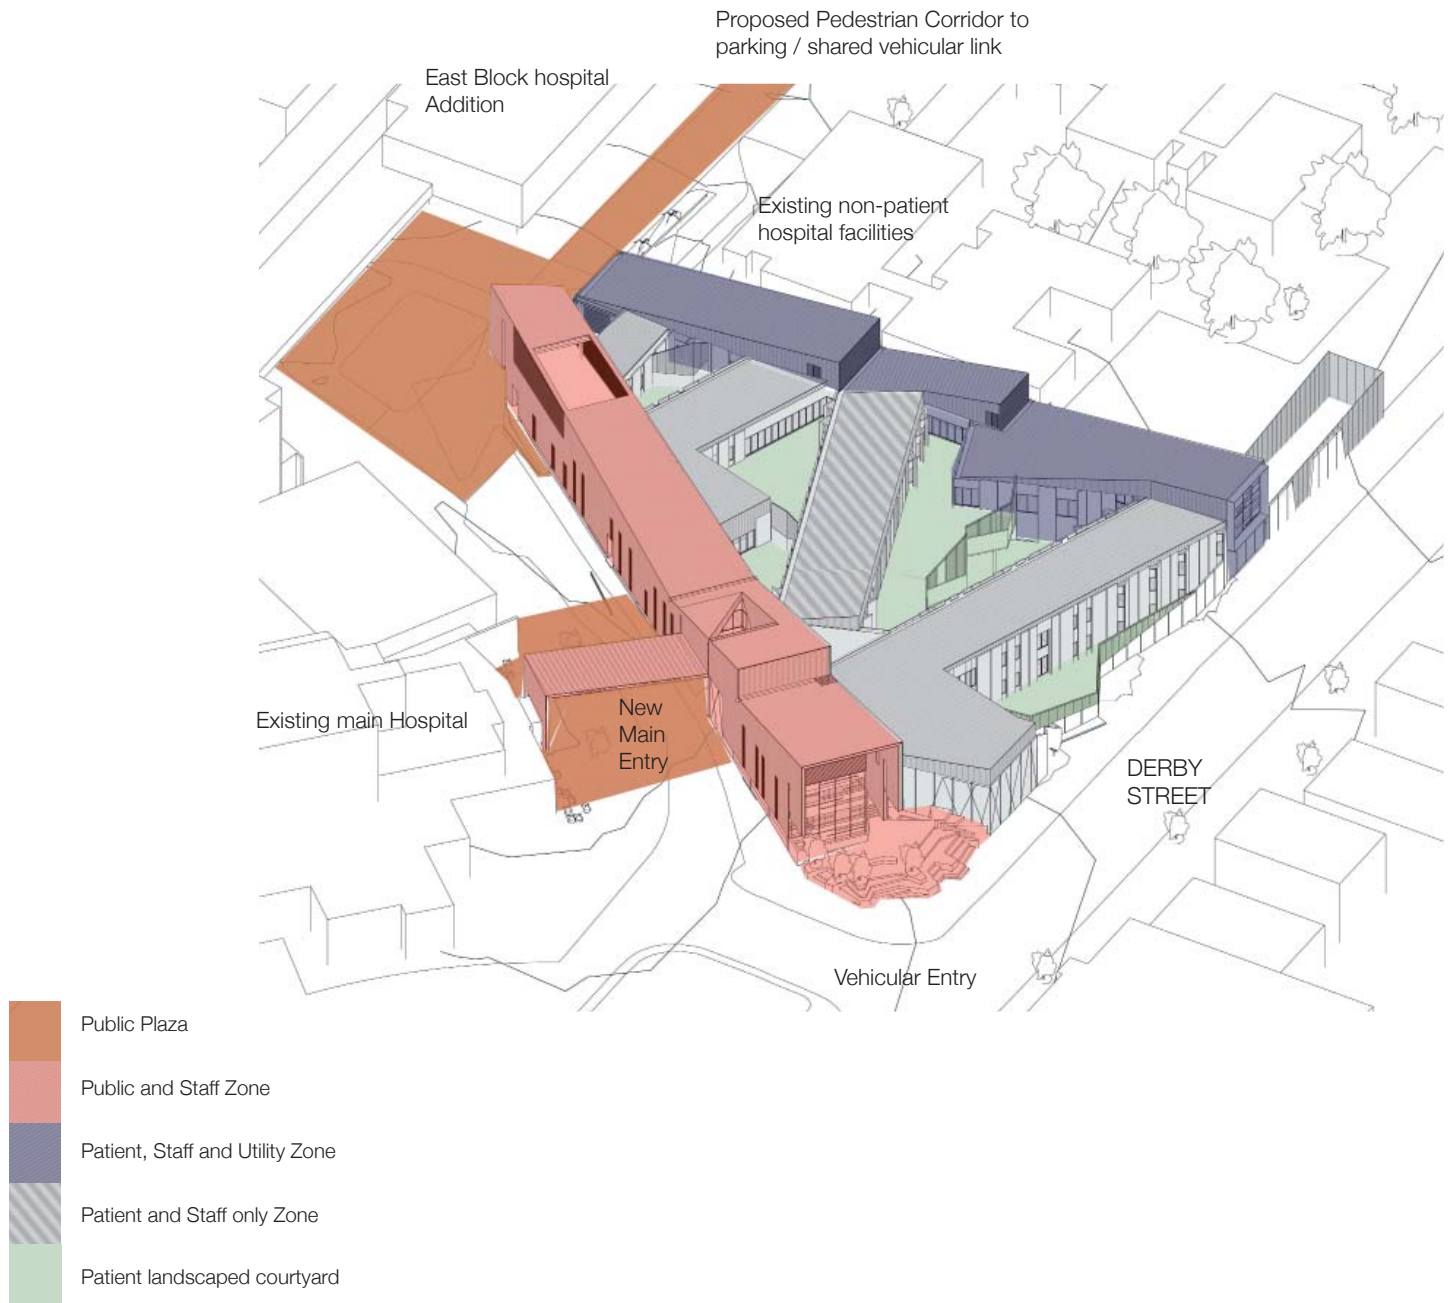 Proposed Pedestrian Corridor to
parking / shared vehicular link
East Block hospital
Addition
Existing non-patient
hospital facilities
Existing main Hospital
New
Main
Entry
DERBY
STREET
Vehicular Entry
Public Plaza
Public and Staff Zone
Patient, Staff and Utility Zone
Patient and Staff only Zone
Patient landscaped courtyard